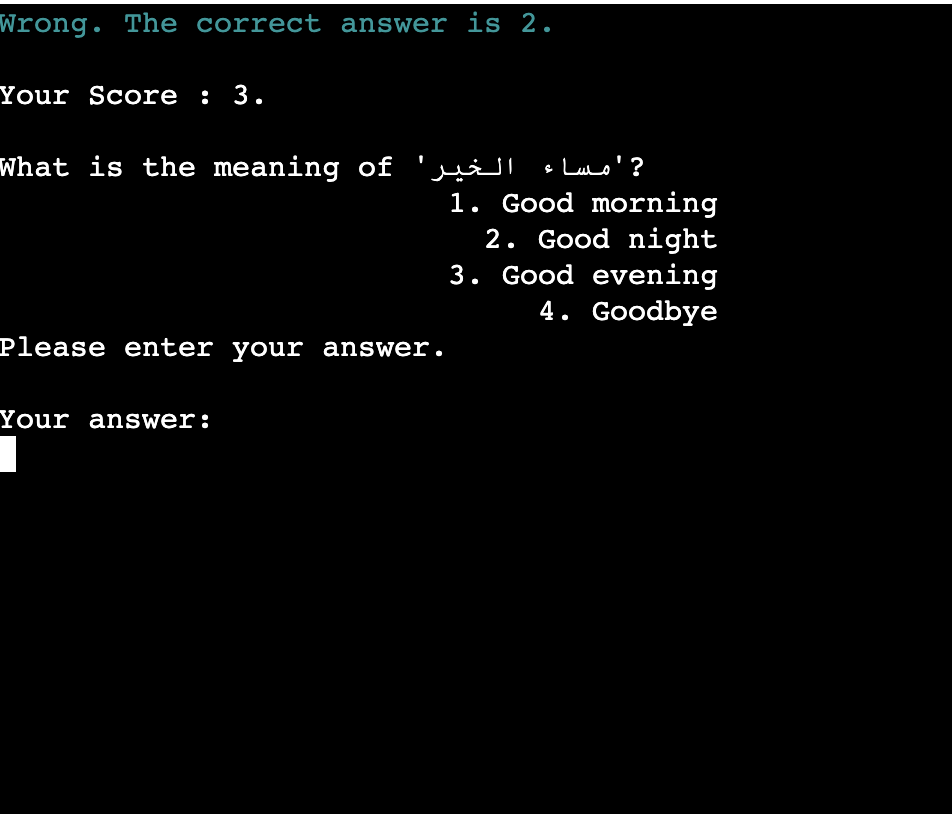 Wrong. The correct answer is 2.
Your Score : 3.
What is the meaning of 'مساء الخير'?
1. Good morning
2. Good night
3. Good evening
4. Goodbye
Please enter your answer.
Your answer: